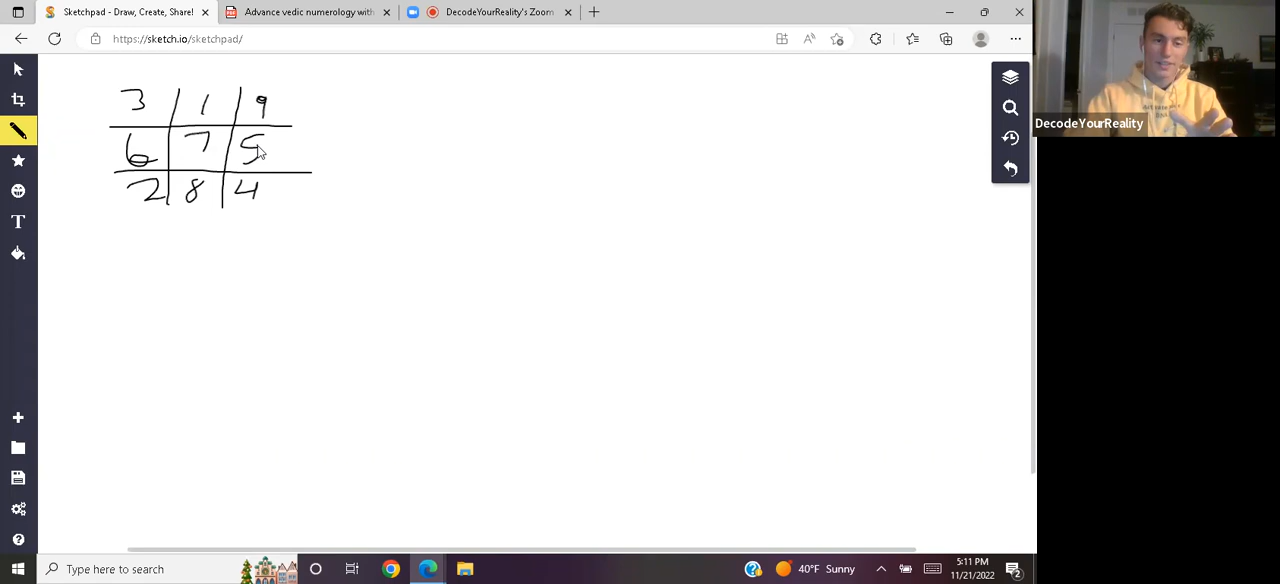 Sketchpad - Draw, Create, Share!
Advance vedic numerology with
DecodeYourReality's Zoom
https://sketch.io/sketchpad/
3 1 9
6 7 5
2 8 4
DecodeYourReality
T
Type here to search
40°F Sunny
5:11 PM
11/21/2022
2